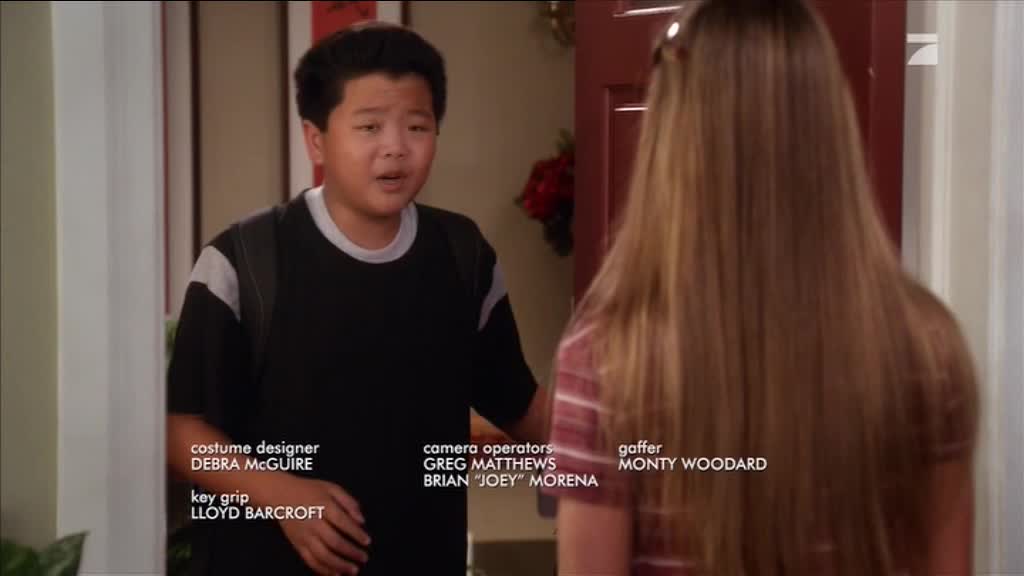 costume designer
DEBRA McGUIRE
key grip
LLOYD BARCROFT
camera operators
GREG MATTHEWS
BRIAN "JOEY" MORENA
gaffer
MONTY WOODARD